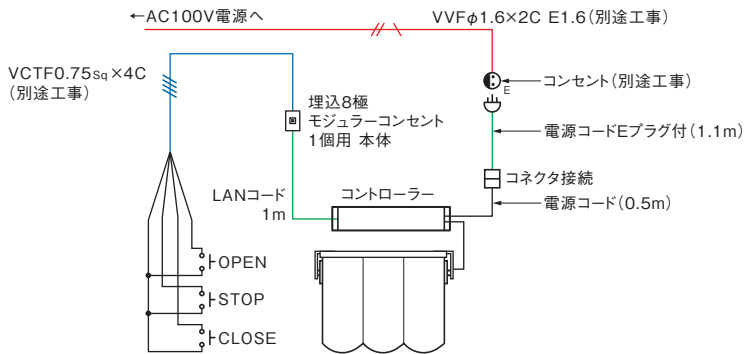 ←AC100V電源へ
VVFφ1.6×2C E1.6(別途工事)
VCTF0.75Sq×4C
(別途工事)
埋込8極
モジュラーコンセント
1個用 本体
コンセント(別途工事)
E
電源コードEプラグ付(1.1m)
コネクタ接続
電源コード(0.5m)
LANコード
1m
コントローラー
OPEN
STOP
CLOSE